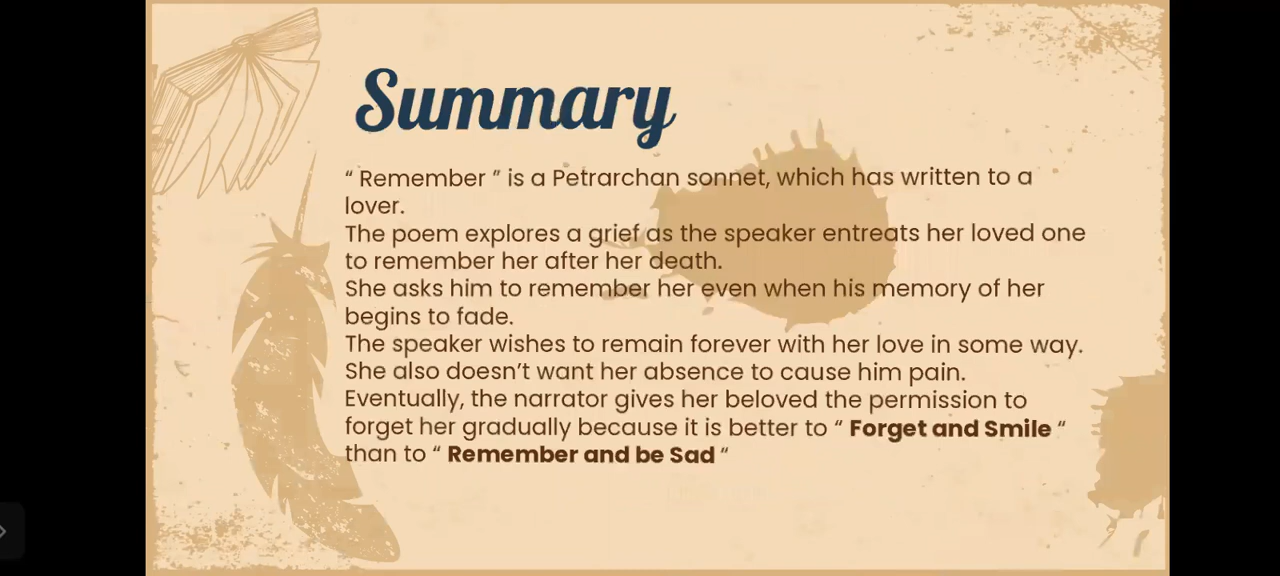 Summary
“ Remember ” is a Petrarchan sonnet, which has written to a
lover.
The poem explores a grief as the speaker entreats her loved one
to remember her after her death.
She asks him to remember her even when his memory of her
begins to fade.
The speaker wishes to remain forever with her love in some way.
She also doesn’t want her absence to cause him pain.
Eventually, the narrator gives her beloved the permission to
forget her gradually because it is better to “ Forget and Smile “
than to “ Remember and be Sad “